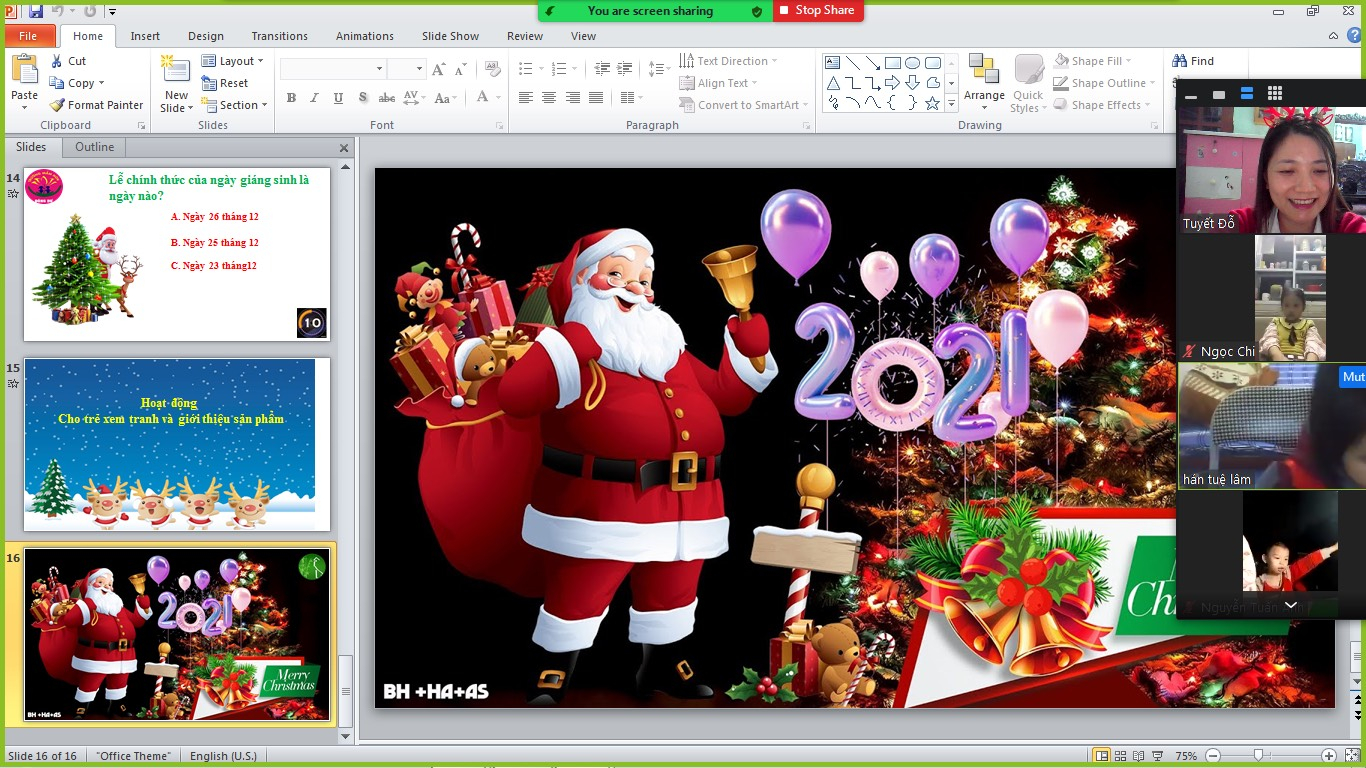 You are screen sharing
Stop Share
File Home Insert Design Transitions Animations Slide Show Review View
Paste
Cut
Copy
Format Painter
Clipboard
New Slide
Layout
Reset
Section
Slides
B I U S abc AV Aa A
Font
Text Direction
Align Text
Convert to SmartArt
Paragraph
Arrange
Quick Styles
Shape Fill
Shape Outline
Shape Effects
Drawing
Find
Slides Outline
14
Lễ chính thức của ngày giáng sinh là
ngày nào?
A. Ngày 26 tháng 12
B. Ngày 25 tháng 12
C. Ngày 23 tháng12
10
15
Hoạt động
Cho trẻ xem tranh và giới thiệu sản phẩm
16
2021
Merry
Christmas
BH +HA+AS
2021
BH +HA+AS
Tuyết Đỗ
Ngọc Chi
Mut
hán tuệ lâm
Nguyễn Tuấn
Slide 16 of 16
"Office Theme"
English (U.S.)
75%